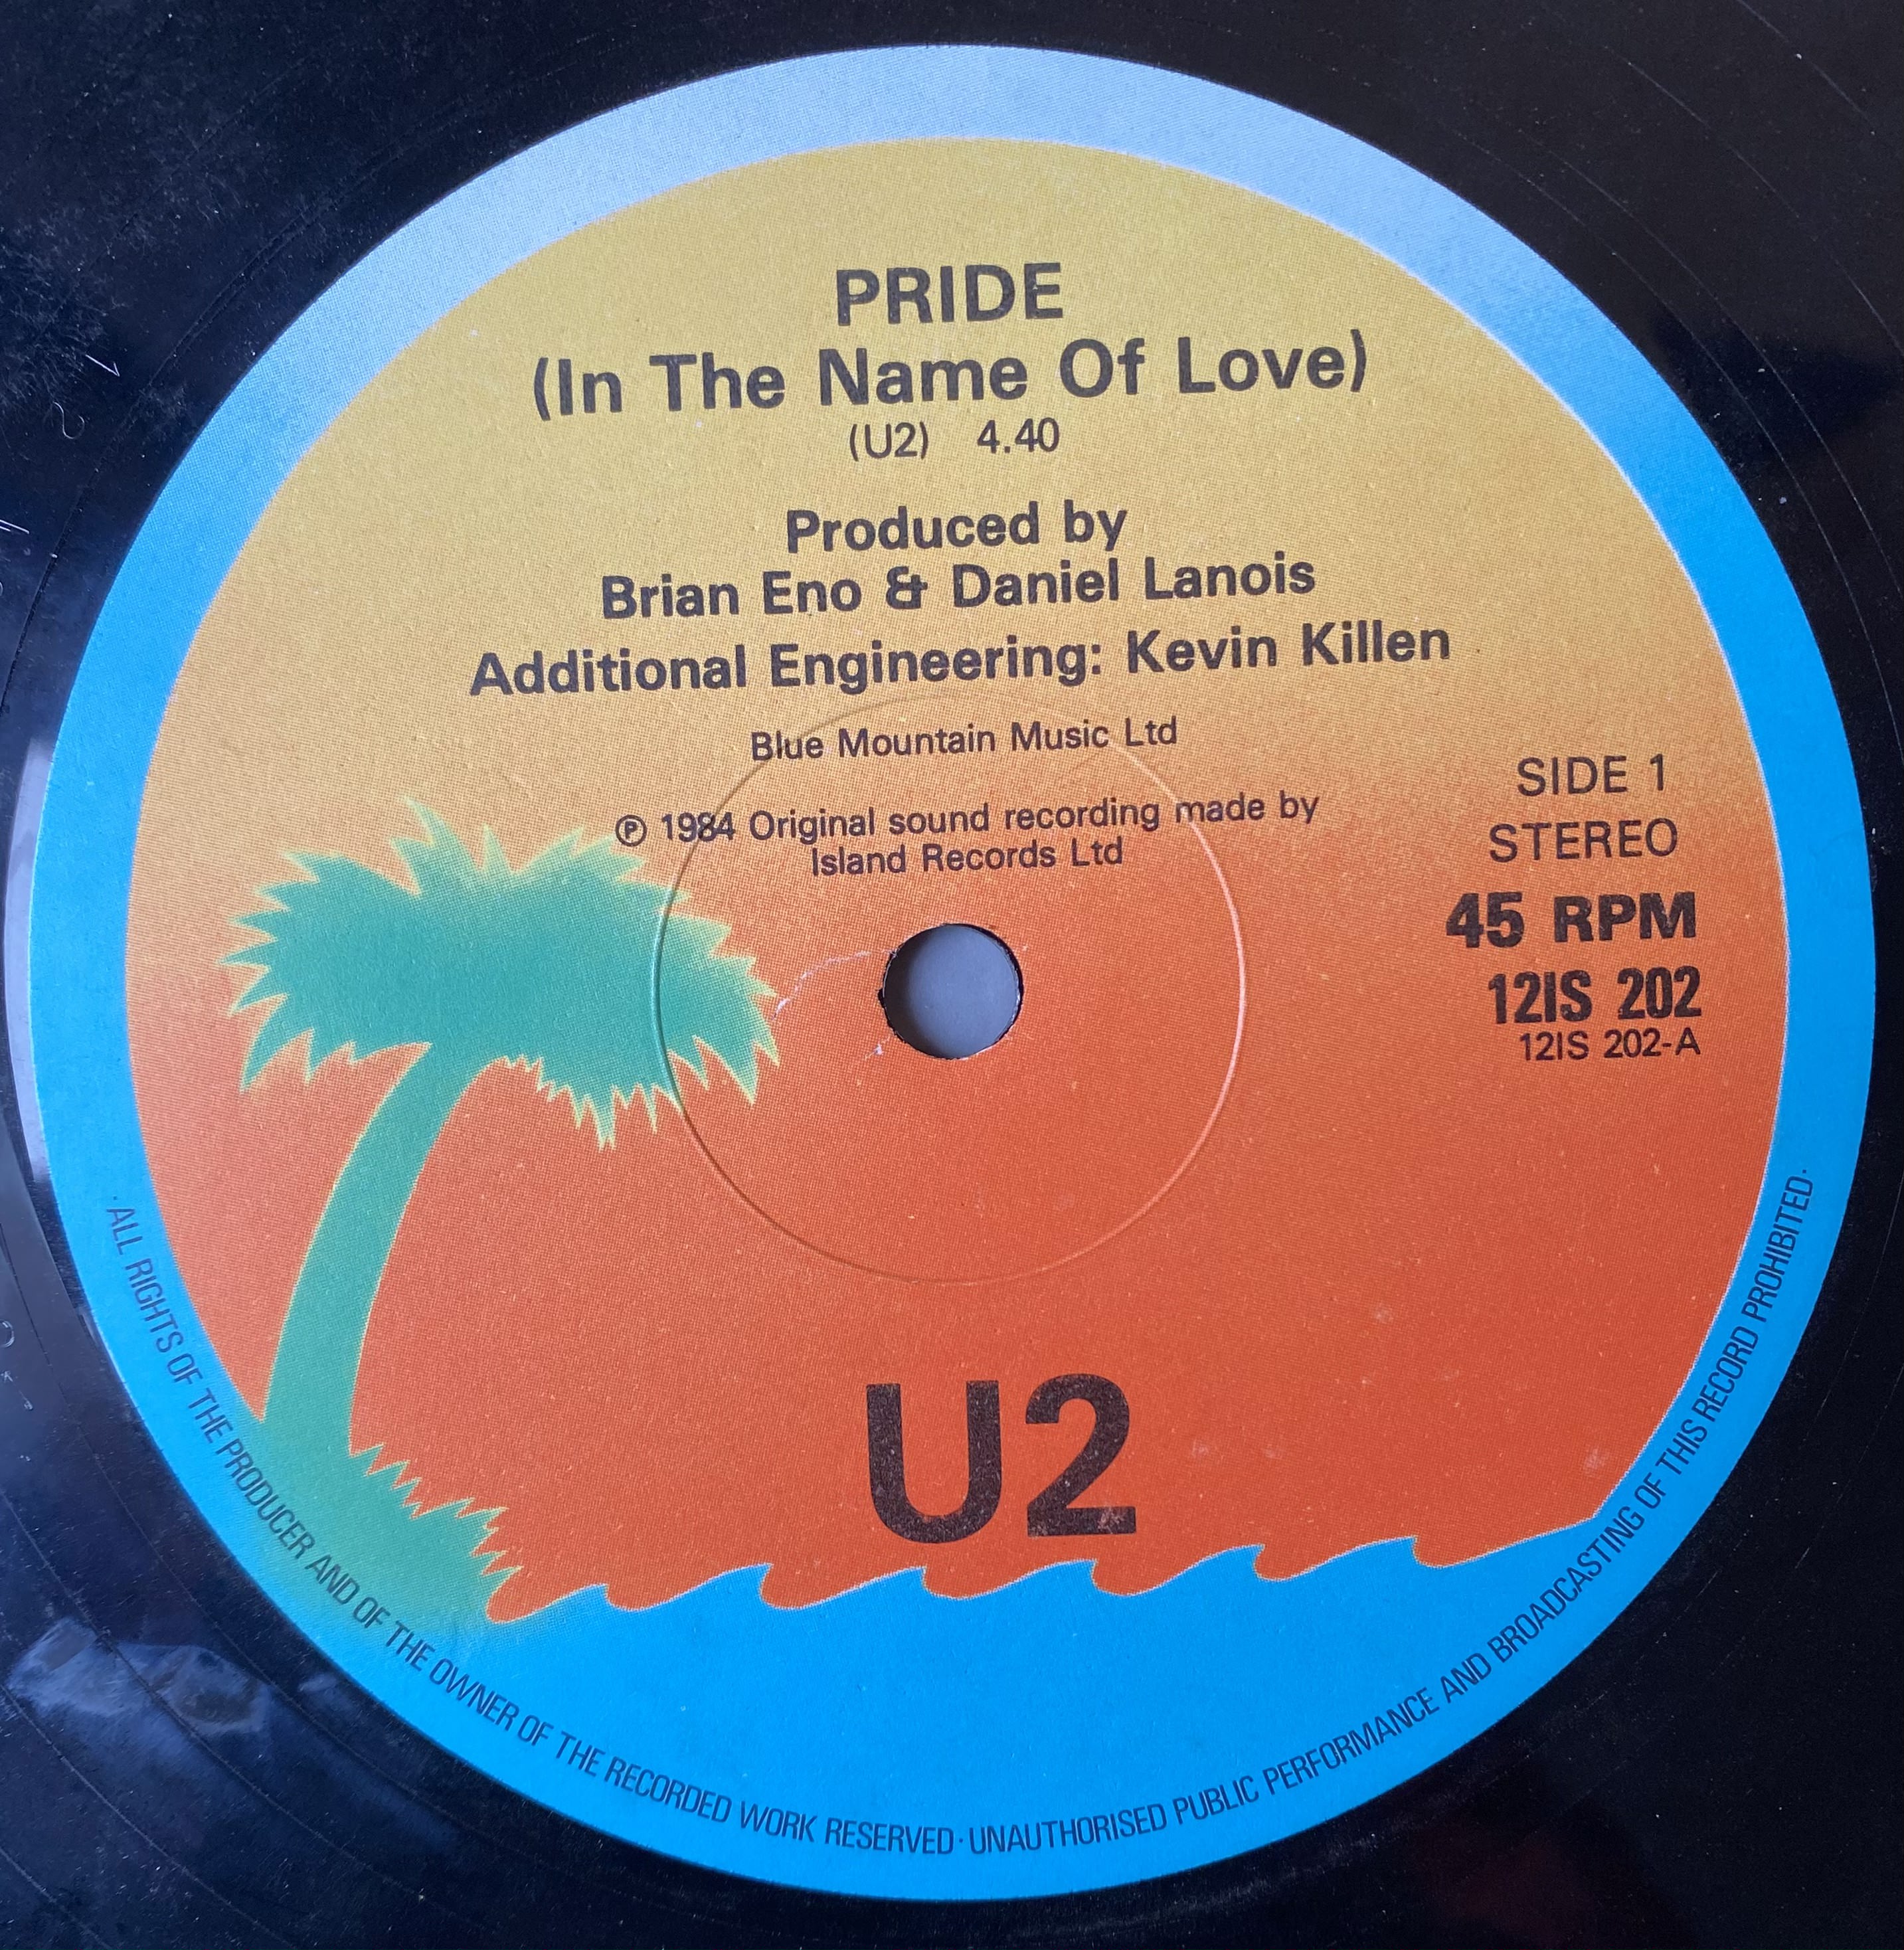 PRIDE
(In The Name Of Love)
(U2) 4.40
Produced by
Brian Eno & Daniel Lanois
Additional Engineering: Kevin Killen
Blue Mountain Music Ltd
℗ 1984 Original sound recording made by
Island Records Ltd
SIDE 1
STEREO
45 RPM
12IS 202
12IS 202-A
U2
·ALL RIGHTS OF THE PRODUCER AND OF THE OWNER OF THE RECORDED WORK RESERVED·UNAUTHORISED PUBLIC PERFORMANCE AND BROADCASTING OF THIS RECORD PROHIBITED·